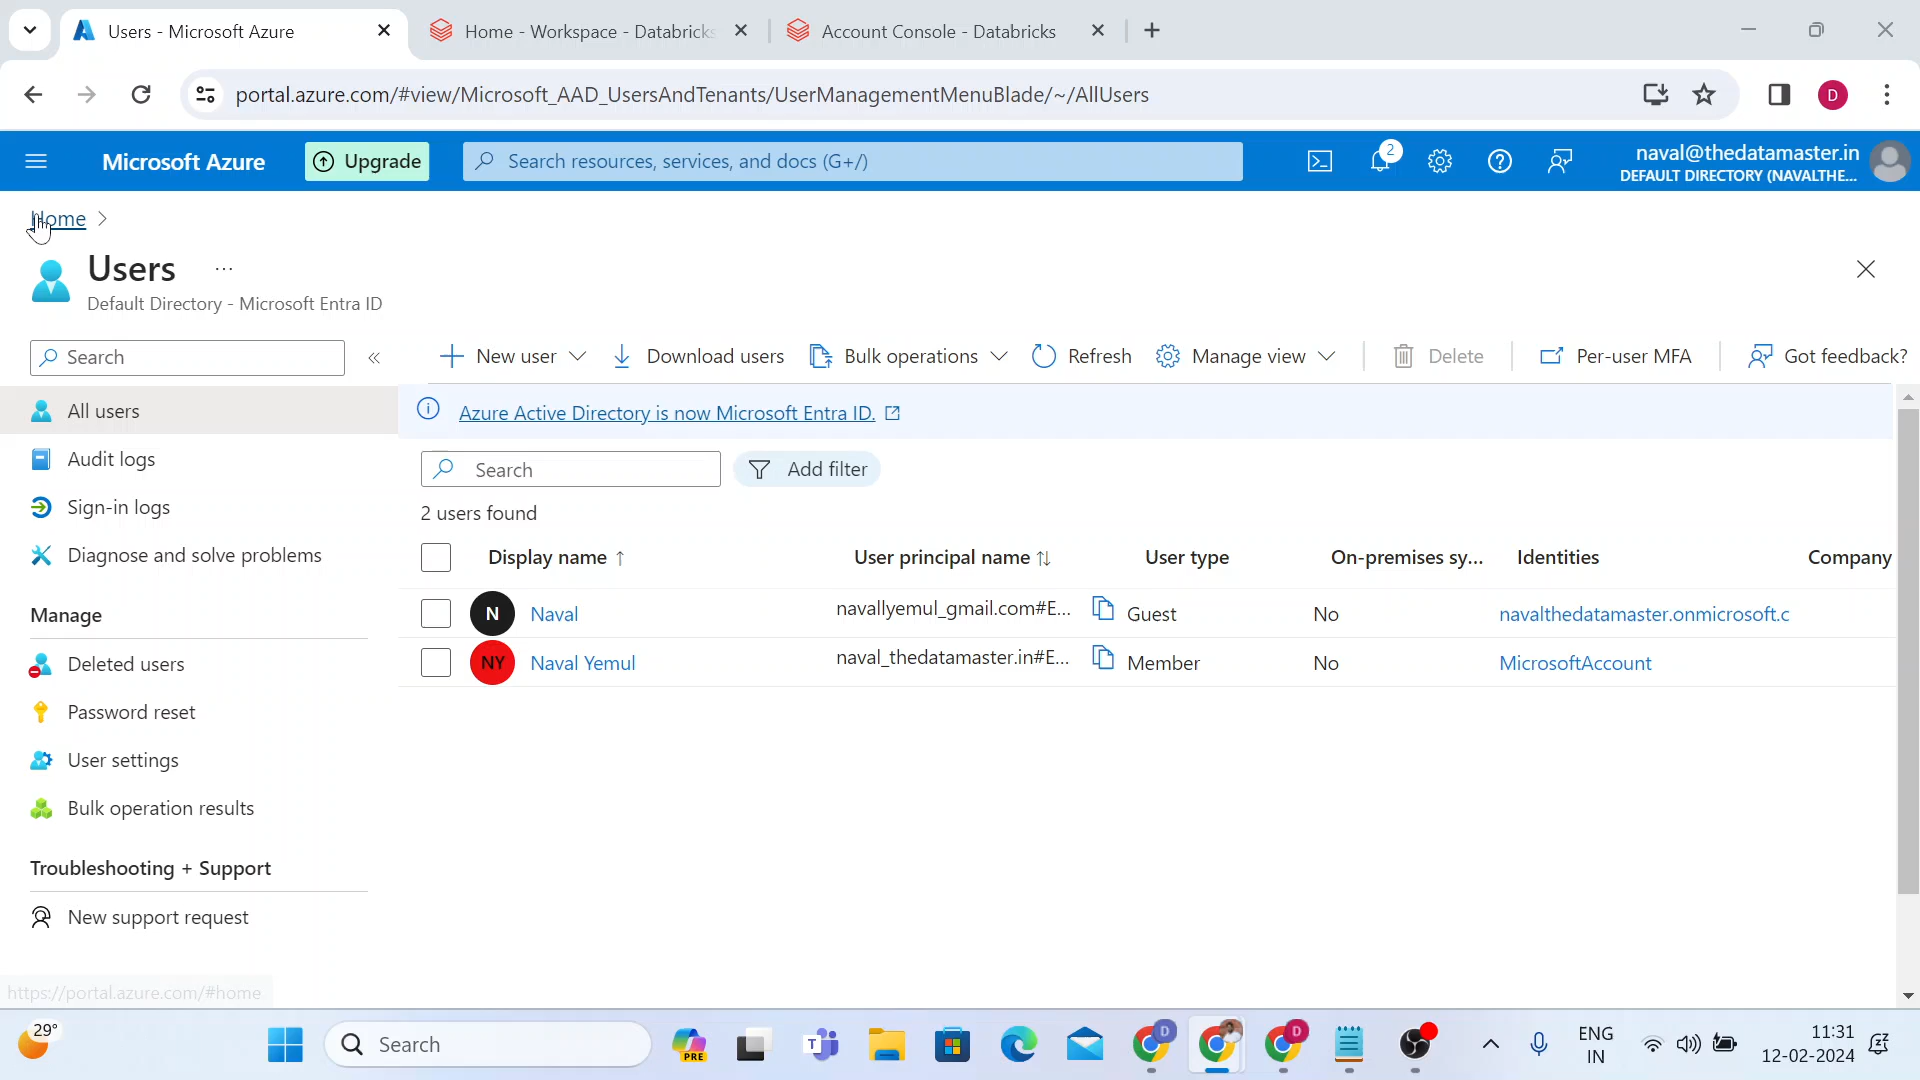 Users - Microsoft Azure
Home - Workspace - Databricks
Account Console - Databricks
portal.azure.com/#view/Microsoft_AAD_UsersAndTenants/UserManagementMenuBlade/~/AllUsers
D
Microsoft Azure
Upgrade
Search resources, services, and docs (G+/)
2
naval@thedatamaster.in
DEFAULT DIRECTORY (NAVALTHE...
Home
Users ...
Default Directory - Microsoft Entra ID
Search
New user
Download users
Bulk operations
Refresh
Manage view
Delete
Per-user MFA
Got feedback?
All users
Audit logs
Sign-in logs
Diagnose and solve problems
Manage
Deleted users
Password reset
User settings
Bulk operation results
Troubleshooting + Support
New support request
Azure Active Directory is now Microsoft Entra ID.
Search
Add filter
2 users found
Display name ↑ User principal name ↑↓ User type On-premises sy... Identities Company
N Naval navallyemul_gmail.com#E... Guest No navalthedatamaster.onmicrosoft.c
NY Naval Yemul naval_thedatamaster.in#E... Member No MicrosoftAccount
https://portal.azure.com/#home
29°
Search
PRE
T
D
D
ENG
IN
11:31
12-02-2024